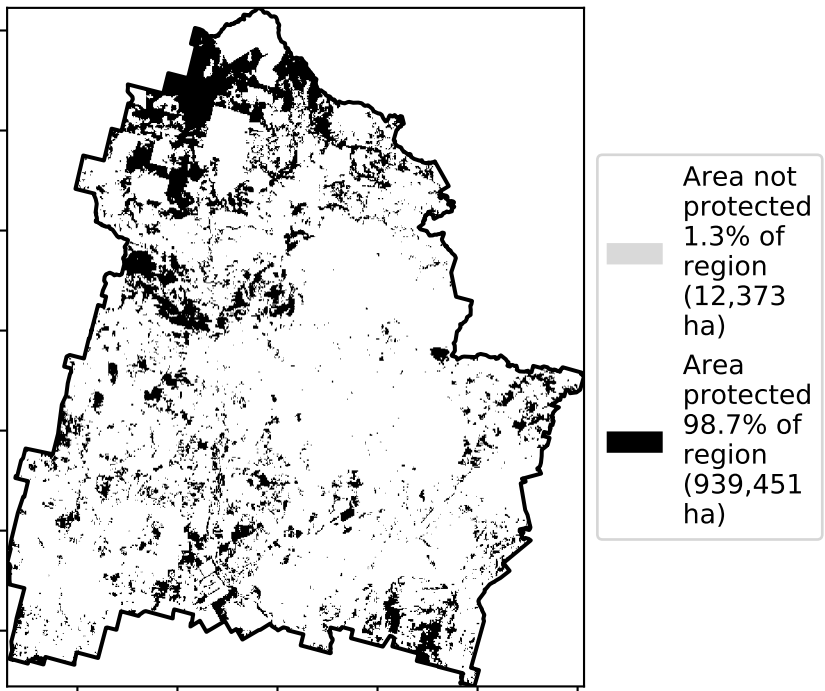 Area not
protected
1.3% of
region
(12,373
ha)
Area
protected
98.7% of
region
(939,451
ha)